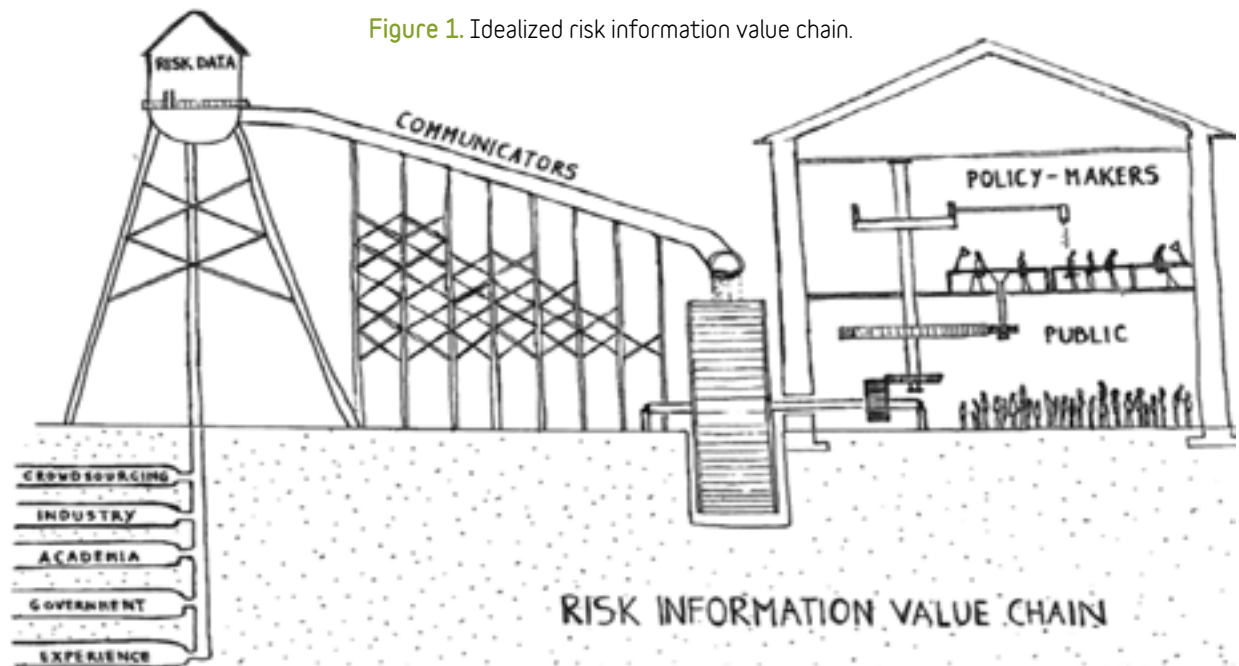 Figure 1. Idealized risk information value chain.
RISK DATA
COMMUNICATORS
POLICY-MAKERS
PUBLIC
CROWDSOURCING
INDUSTRY
ACADEMIA
GOVERNMENT
EXPERIENCE
RISK INFORMATION VALUE CHAIN